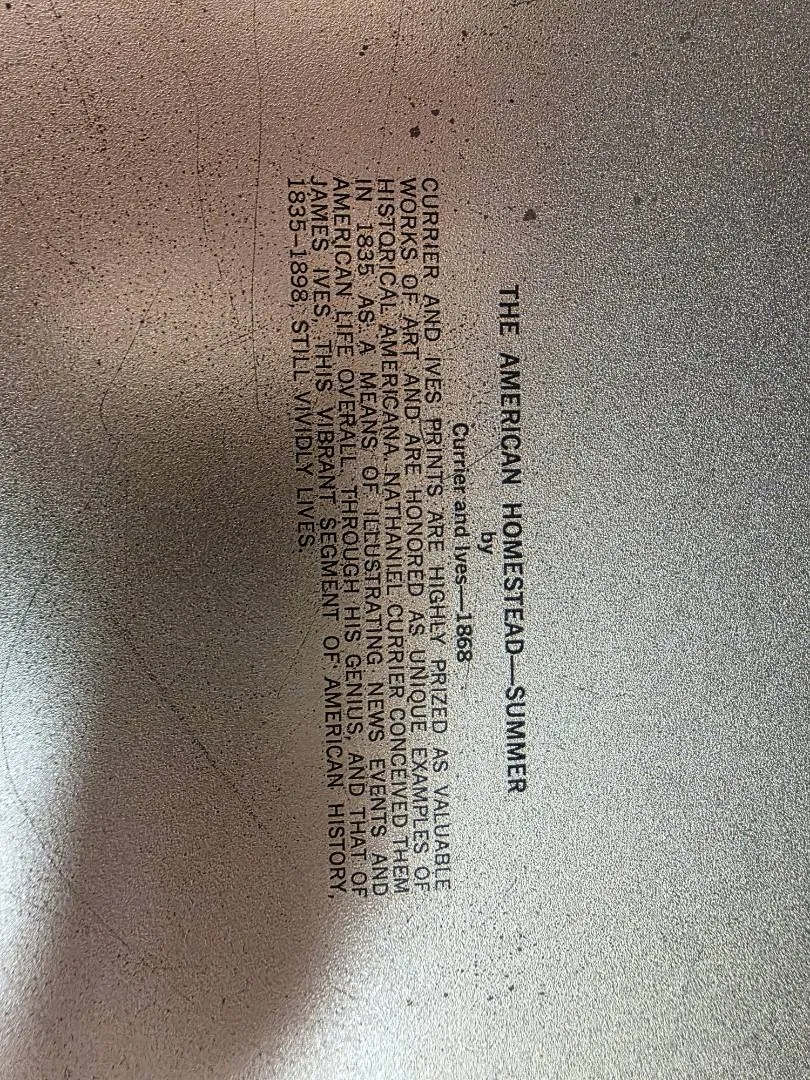 THE AMERICAN HOMESTEAD—SUMMER
by
Currier and Ives—1868
CURRIER AND IVES PRINTS ARE HIGHLY PRIZED AS VALUABLE
WORKS OF ART AND ARE HONORED AS UNIQUE EXAMPLES OF
HISTORICAL AMERICANA. NATHANIEL CURRIER CONCEIVED THEM
IN 1835 AS A MEANS OF ILLUSTRATING NEWS EVENTS AND
AMERICAN LIFE OVERALL. THROUGH HIS GENIUS, AND THAT OF
JAMES IVES, THIS VIBRANT SEGMENT OF AMERICAN HISTORY,
1835–1898, STILL VIVIDLY LIVES.